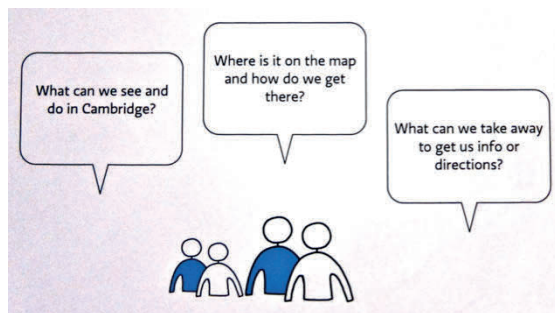 What can we see and
do in Cambridge?
Where is it on the map
and how do we get
there?
What can we take away
to get us info or
directions?